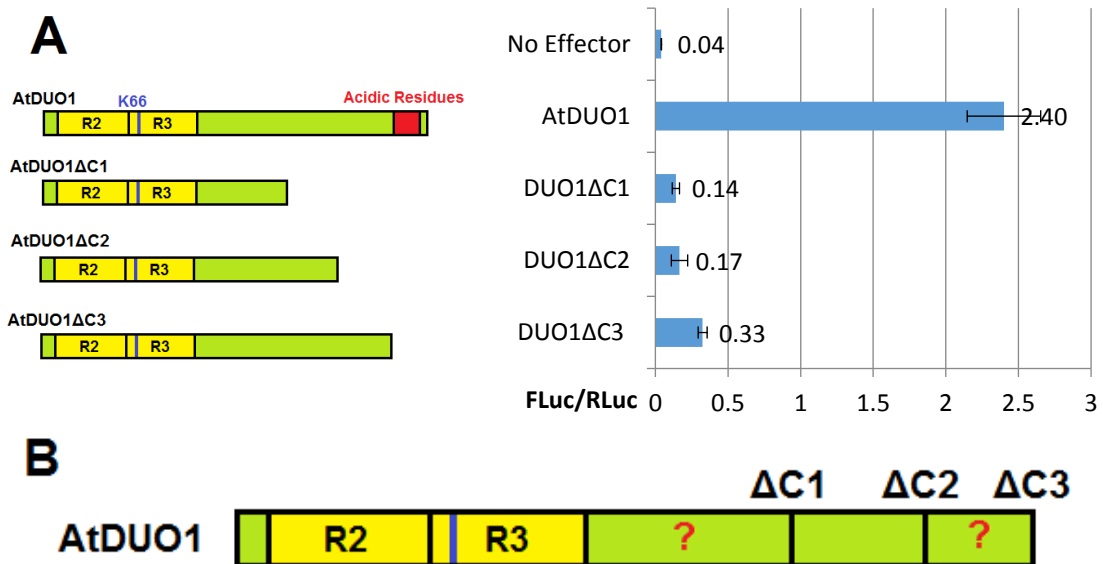 A
AtDUO1
K66
Acidic Residues
R2 R3
AtDUO1ΔC1
R2 R3
AtDUO1ΔC2
R2 R3
AtDUO1ΔC3
R2 R3
No Effector 0.04
AtDUO1 2.40
DUO1ΔC1 0.14
DUO1ΔC2 0.17
DUO1ΔC3 0.33
FLuc/RLuc 0 0.5 1 1.5 2 2.5 3
B
ΔC1 ΔC2 ΔC3
AtDUO1 R2 R3 ? ?